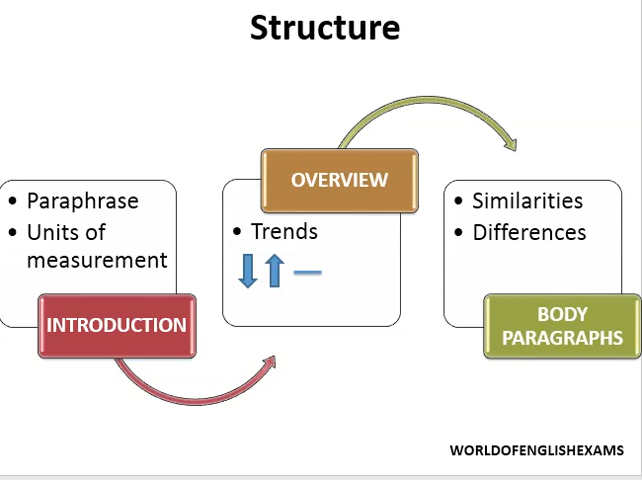 Structure
• Paraphrase
• Units of
measurement
INTRODUCTION
OVERVIEW
• Trends
• Similarities
• Differences
BODY
PARAGRAPHS
WORLDOFENGLISHEXAMS